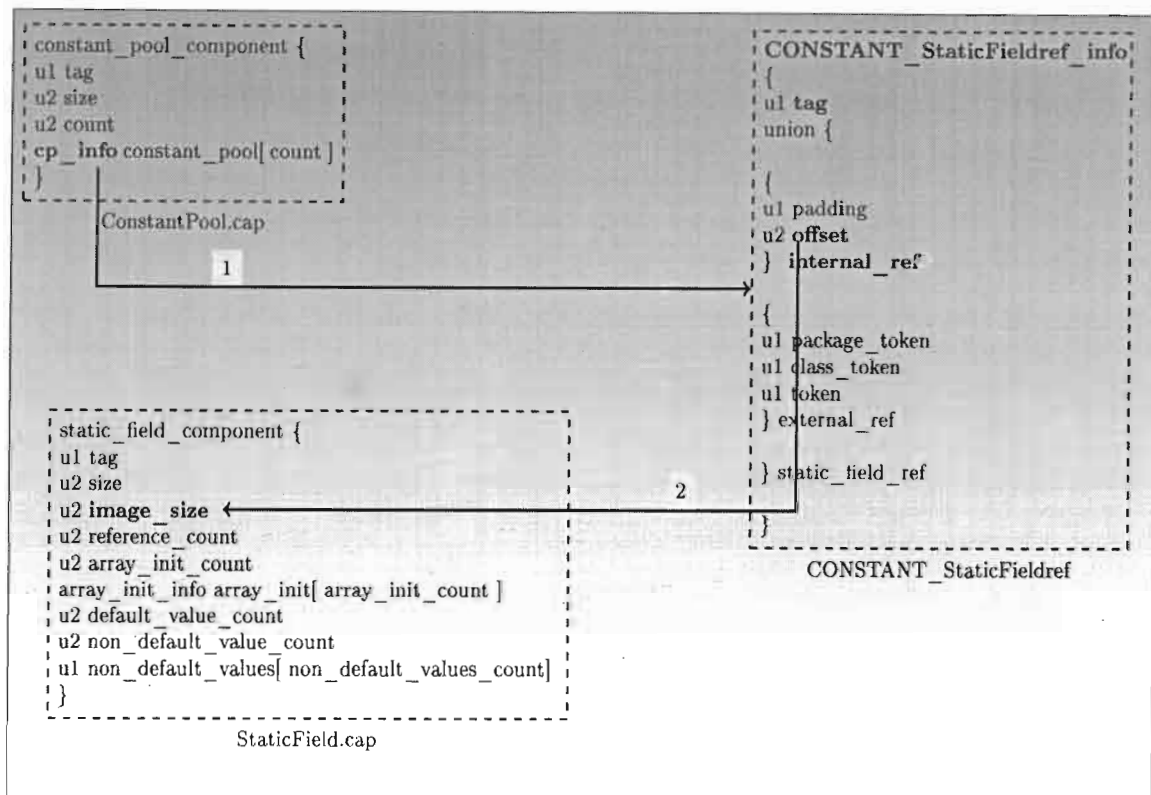 constant_pool_component {
u1 tag
u2 size
u2 count
cp_info constant_pool[ count ]
}
ConstantPool.cap
1
CONSTANT_StaticFieldref_info
{
u1 tag
union {
{
u1 padding
u2 offset
} internal_ref
{
u1 package_token
u1 class_token
u1 token
} external_ref
} static_field_ref
}
CONSTANT_StaticFieldref
2
static_field_component {
u1 tag
u2 size
u2 image_size
u2 reference_count
u2 array_init_count
array_init_info array_init[ array_init_count ]
u2 default_value_count
u2 non_default_value_count
u1 non_default_values[ non_default_values_count]
}
StaticField.cap